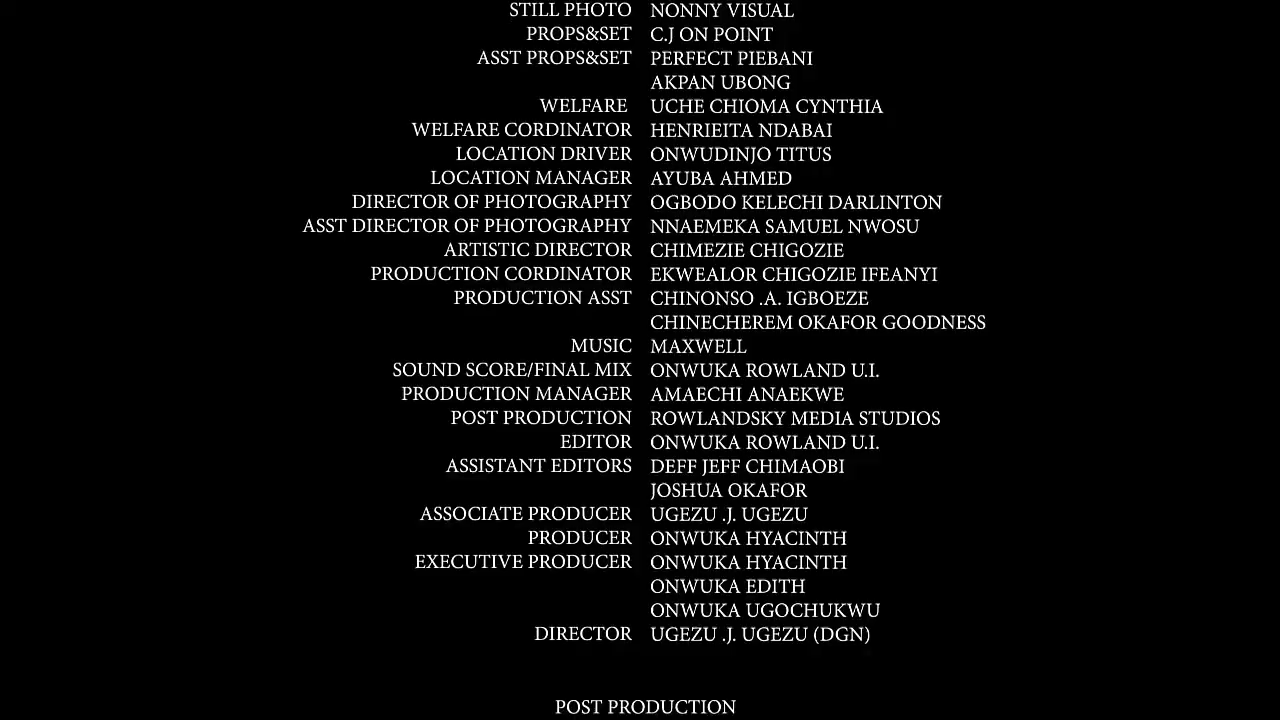 STILL PHOTO NONNY VISUAL
PROPS&SET C.J ON POINT
ASST PROPS&SET PERFECT PIEBANI
AKPAN UBONG
WELFARE UCHE CHIOMA CYNTHIA
WELFARE CORDINATOR HENRIEITA NDABAI
LOCATION DRIVER ONWUDINJO TITUS
LOCATION MANAGER AYUBA AHMED
DIRECTOR OF PHOTOGRAPHY OGBODO KELECHI DARLINTON
ASST DIRECTOR OF PHOTOGRAPHY NNAEMEKA SAMUEL NWOSU
ARTISTIC DIRECTOR CHIMEZIE CHIGOZIE
PRODUCTION CORDINATOR EKWEALOR CHIGOZIE IFEANYI
PRODUCTION ASST CHINONSO .A. IGBOEZE
CHINECHEREM OKAFOR GOODNESS
MUSIC MAXWELL
SOUND SCORE/FINAL MIX ONWUKA ROWLAND U.I.
PRODUCTION MANAGER AMAECHI ANAEKWE
POST PRODUCTION ROWLANDSKY MEDIA STUDIOS
EDITOR ONWUKA ROWLAND U.I.
ASSISTANT EDITORS DEFF JEFF CHIMAOBI
JOSHUA OKAFOR
ASSOCIATE PRODUCER UGEZU .J. UGEZU
PRODUCER ONWUKA HYACINTH
EXECUTIVE PRODUCER ONWUKA HYACINTH
ONWUKA EDITH
ONWUKA UGOCHUKWU
DIRECTOR UGEZU .J. UGEZU (DGN)
POST PRODUCTION